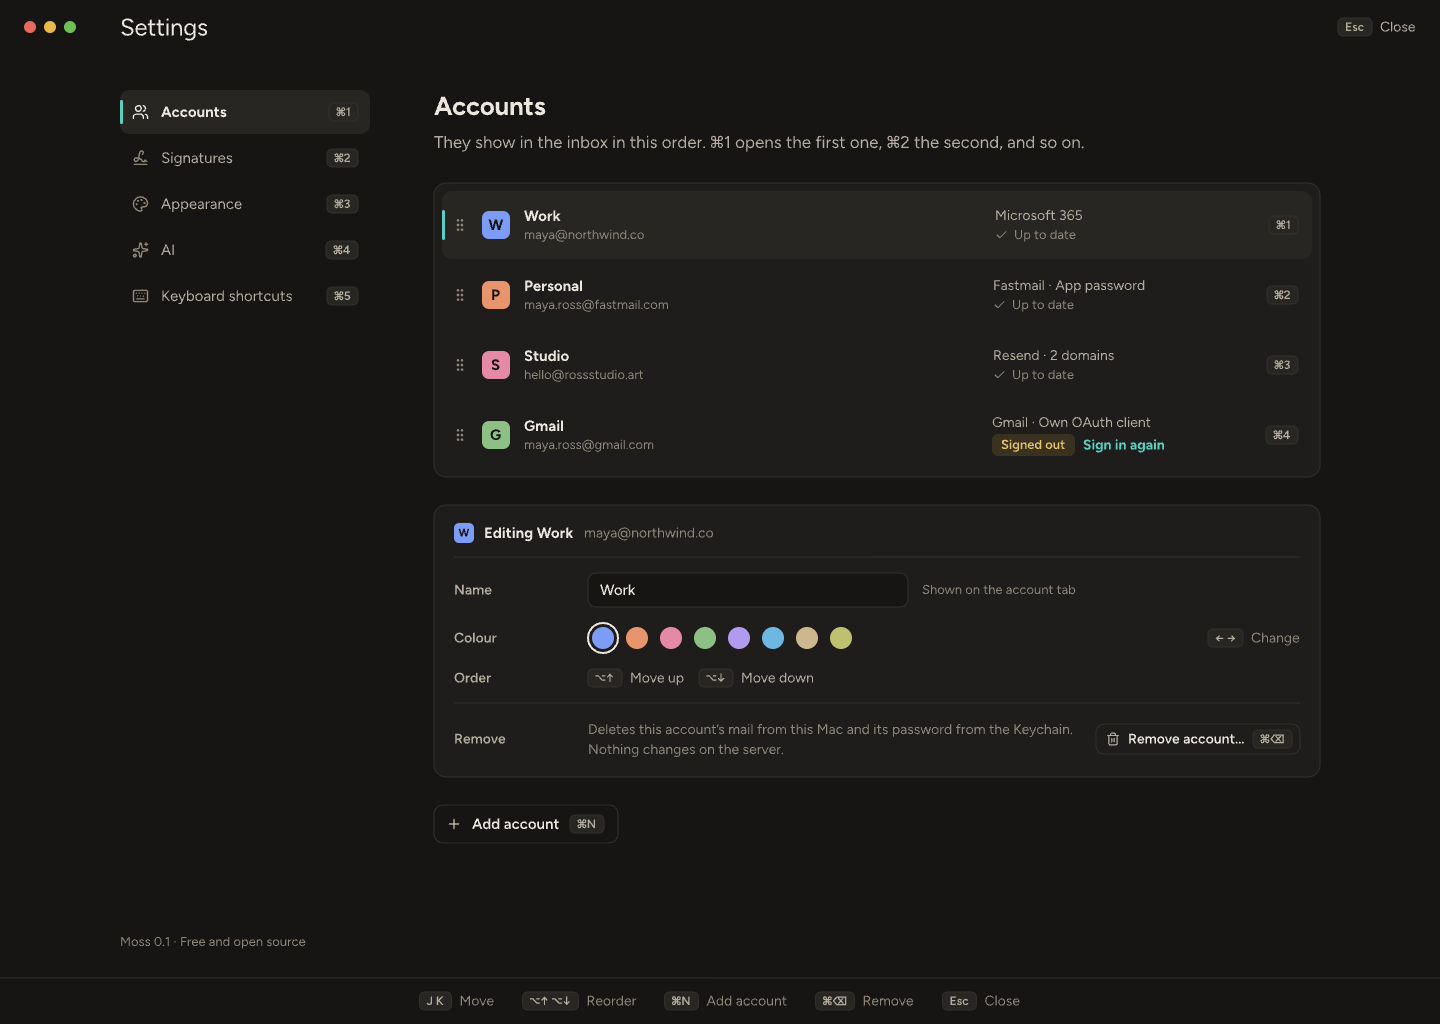 Settings
Esc Close
Accounts ⌘1
Signatures ⌘2
Appearance ⌘3
AI ⌘4
Keyboard shortcuts ⌘5
Accounts
They show in the inbox in this order. ⌘1 opens the first one, ⌘2 the second, and so on.
W Work Microsoft 365 ⌘1
maya@northwind.co Up to date
P Personal Fastmail · App password ⌘2
maya.ross@fastmail.com Up to date
S Studio Resend · 2 domains ⌘3
hello@rossstudio.art Up to date
G Gmail Gmail · Own OAuth client ⌘4
maya.ross@gmail.com Signed out Sign in again
W Editing Work maya@northwind.co
Name Work Shown on the account tab
Colour ← → Change
Order ⌥↑ Move up ⌥↓ Move down
Remove Deletes this account's mail from this Mac and its password from the Keychain.
Nothing changes on the server.
Remove account... ⌘⌫
+ Add account ⌘N
Moss 0.1 · Free and open source
J K Move ⌥↑ ⌥↓ Reorder ⌘N Add account ⌘⌫ Remove Esc Close